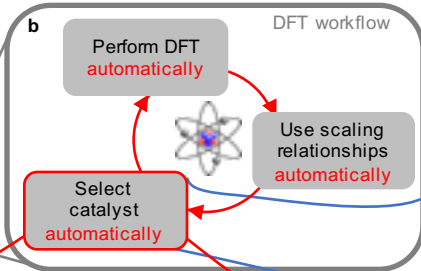 b
DFT workflow
Perform DFT
automatically
Use scaling
relationships
automatically
Select
catalyst
automatically